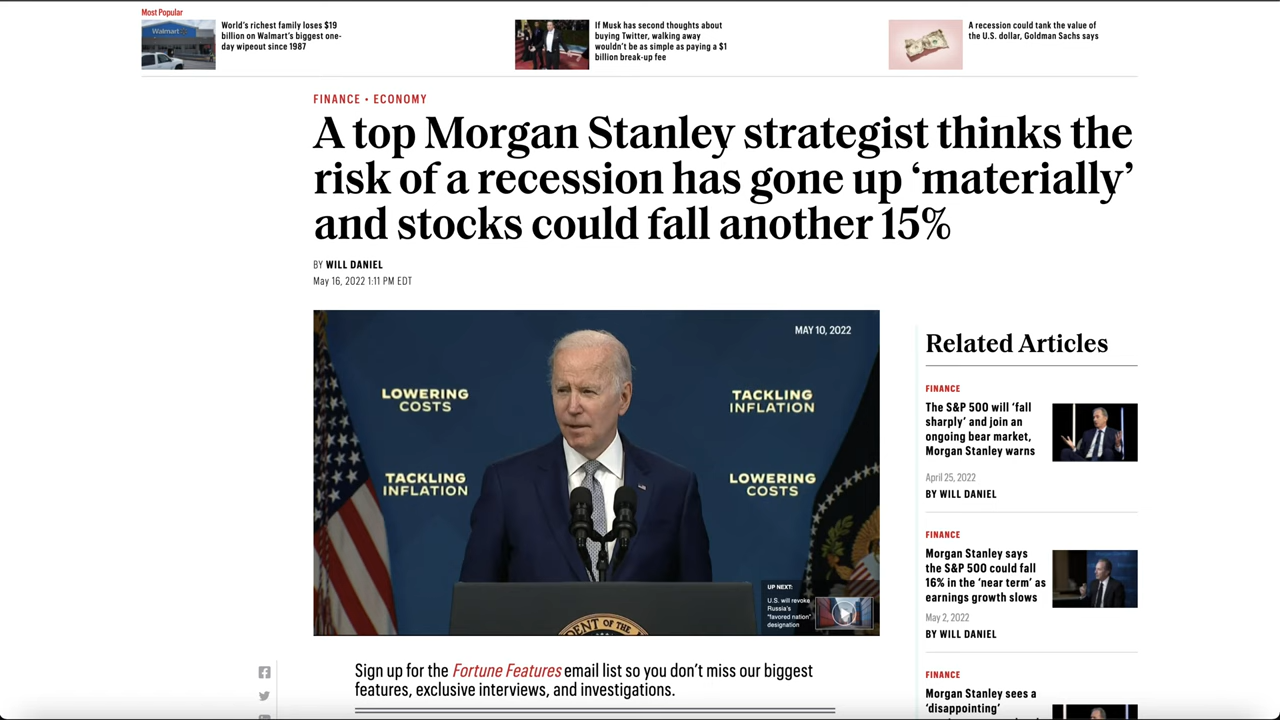 Most Popular
Walmart
World's richest family loses $19
billion on Walmart's biggest one-
day wipeout since 1987
If Musk has second thoughts about
buying Twitter, walking away
wouldn't be as simple as paying a $1
billion break-up fee
A recession could tank the value of
the U.S. dollar, Goldman Sachs says
FINANCE • ECONOMY
A top Morgan Stanley strategist thinks the
risk of a recession has gone up ‘materially’
and stocks could fall another 15%
BY WILL DANIEL
May 16, 2022 1:11 PM EDT
MAY 10, 2022
LOWERING
COSTS
TACKLING
INFLATION
TACKLING
INFLATION
LOWERING
COSTS
UP NEXT:
U.S. will revoke
Russia's
"favored nation"
designation
DENT OF THE
Related Articles
FINANCE
The S&P 500 will ‘fall
sharply’ and join an
ongoing bear market,
Morgan Stanley warns
April 25, 2022
BY WILL DANIEL
FINANCE
Morgan Stanley says
the S&P 500 could fall
16% in the ‘near term’ as
earnings growth slows
May 2, 2022
BY WILL DANIEL
FINANCE
Morgan Stanley sees a
‘disappointing’
Sign up for the Fortune Features email list so you don’t miss our biggest
features, exclusive interviews, and investigations.